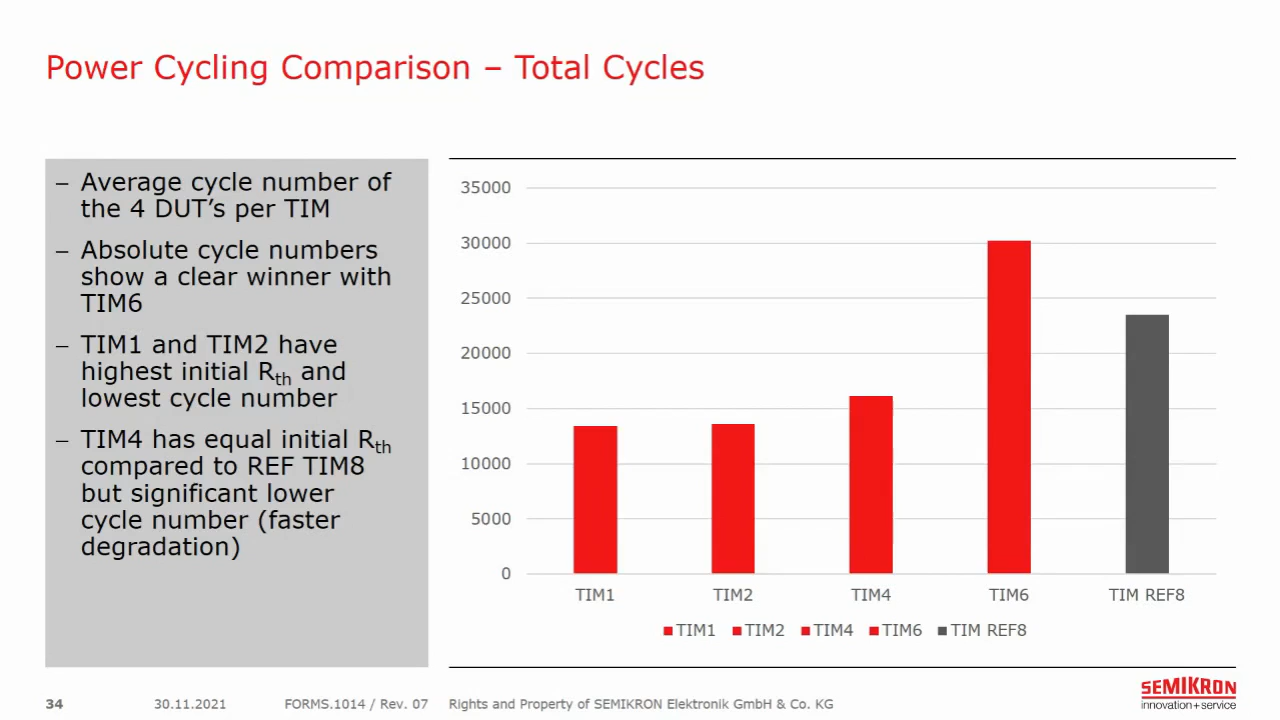 Power Cycling Comparison – Total Cycles
– Average cycle number of
the 4 DUT’s per TIM
– Absolute cycle numbers
show a clear winner with
TIM6
– TIM1 and TIM2 have
highest initial Rth and
lowest cycle number
– TIM4 has equal initial Rth
compared to REF TIM8
but significant lower
cycle number (faster
degradation)
35000
30000
25000
20000
15000
10000
5000
0
TIM1 TIM2 TIM4 TIM6 TIM REF8
TIM1 TIM2 TIM4 TIM6 TIM REF8
34 30.11.2021 FORMS.1014 / Rev. 07 Rights and Property of SEMIKRON Elektronik GmbH & Co. KG
SEMIKRON
innovation+service